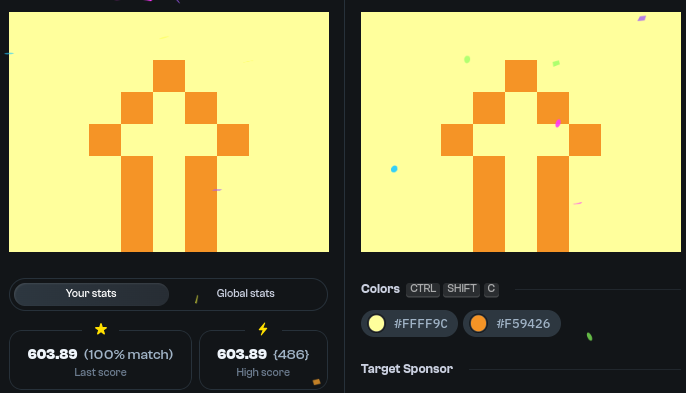 Your stats
Global stats
603.89 (100% match)
Last score
603.89 {486}
High score
Colors CTRL SHIFT C
#FFFF9C
#F59426
Target Sponsor